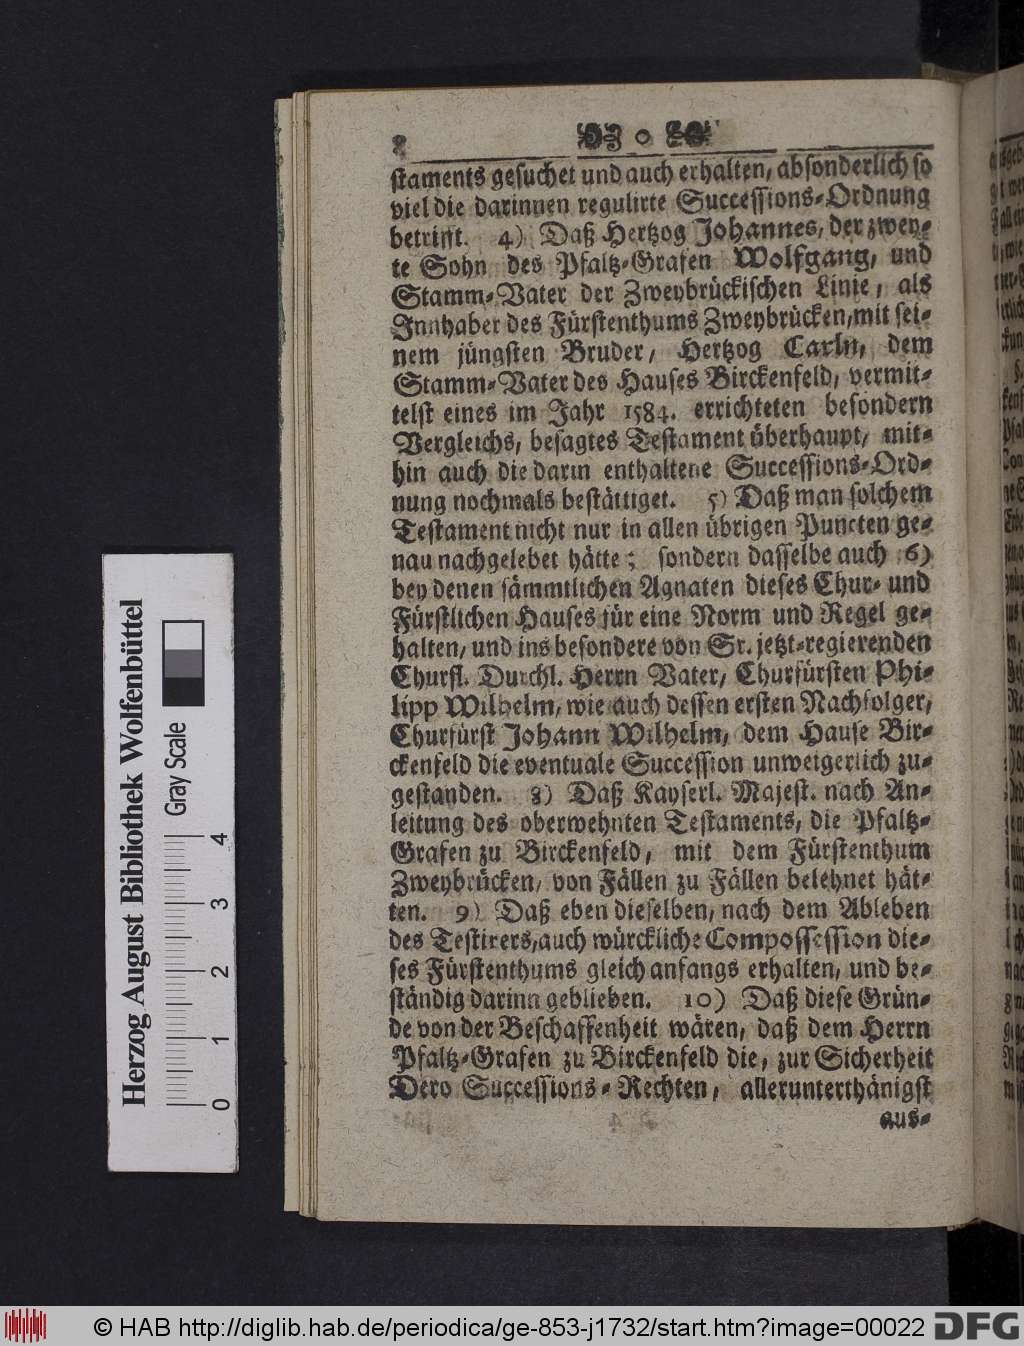 8
staments gesuchet und auch erhalten, absonderlich so
viel die darinnen regulirte Successions-Ordnung
betrifft. 4) Daß Hertzog Johannes, der zwey-
te Sohn des Pfaltz-Grafen Wolfgang, und
Stamm-Vater der Zweybrückischen Linie, als
Innhaber des Fürstenthums Zweybrücken, mit sei-
nem jüngsten Bruder, Hertzog Carln, dem
Stamm-Vater des Hauses Birckenfeld, vermit-
telst eines im Jahr 1584. errichteten besondern
Vergleichs, besagtes Testament überhaupt, mit-
hin auch die darin enthaltene Successions-Ord-
nung nochmals bestättiget. 5) Daß man solchem
Testament nicht nur in allen übrigen Puncten ge-
nau nachgelebet hätte; sondern dasselbe auch 6)
bey denen sämmtlichen Agnaten dieses Chur- und
Fürstlichen Hauses für eine Norm und Regel ge-
halten, und ins besondere von Sr. jetzt-regierenden
Churfl. Durchl. Herrn Vater, Churfürsten Phi-
lipp Wilhelm, wie auch dessen ersten Nachfolger,
Churfürst Johann Wilhelm, dem Hause Bir-
ckenfeld die eventuale Succession unweigerlich zu-
gestanden. 8) Daß Kayserl. Majest. nach An-
leitung des oberwehnten Testaments, die Pfaltz-
Grafen zu Birckenfeld, mit dem Fürstenthum
Zweybrücken, von Fällen zu Fällen belehnet hät-
ten. 9) Daß eben dieselben, nach dem Ableben
des Testirers, auch würckliche Compossession die-
ses Fürstenthums gleich anfangs erhalten, und be-
ständig darinn geblieben. 10) Daß diese Grün-
de von der Beschaffenheit wären, daß dem Herrn
Pfaltz-Grafen zu Birckenfeld die, zur Sicherheit
Dero Successions-Rechten, allerunterthänigst
aus-
Herzog August Bibliothek Wolfenbüttel
Gray Scale
0 1 2 3 4
© HAB http://diglib.hab.de/periodica/ge-853-j1732/start.htm?image=00022
DFG